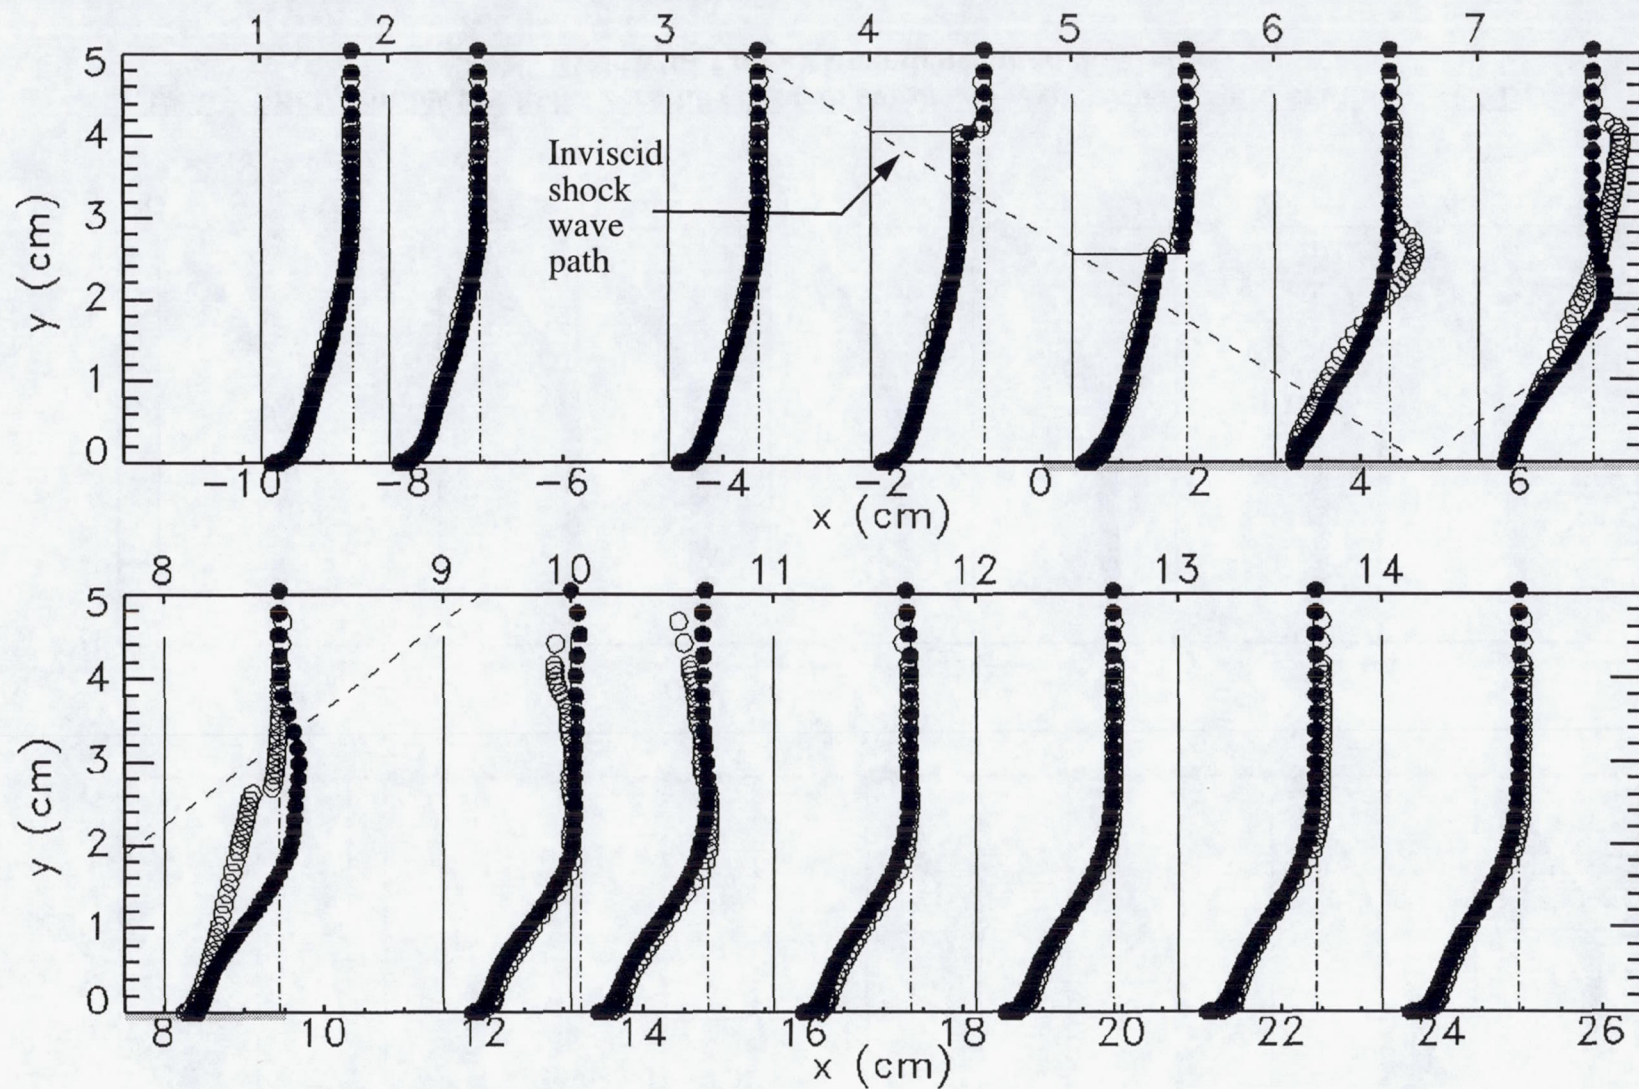 1 2 3 4 5 6 7
5
4
3
2
1
0
y (cm)
Inviscid
shock
wave
path
−10 −8 −6 −4 −2 0 2 4 6
x (cm)
8 9 10 11 12 13 14
5
4
3
2
1
0
y (cm)
8 10 12 14 16 18 20 22 24 26
x (cm)